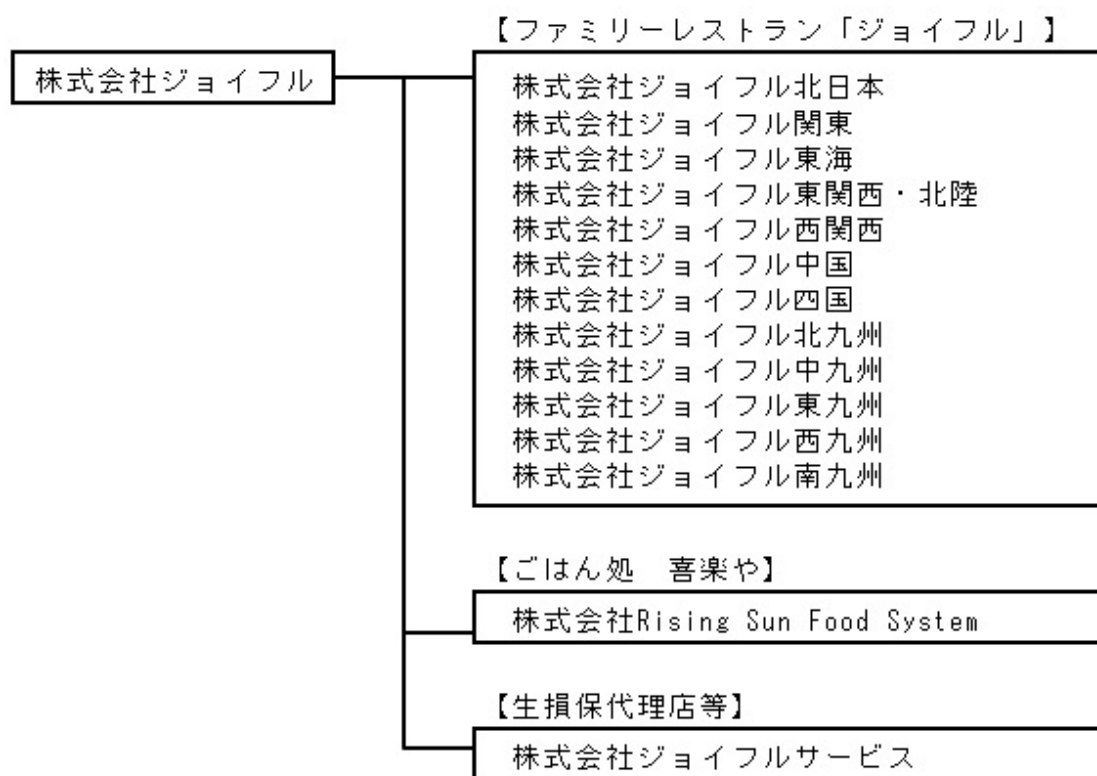 【ファミリーレストラン「ジョイフル」】
株式会社ジョイフル
株式会社ジョイフル北日本
株式会社ジョイフル関東
株式会社ジョイフル東海
株式会社ジョイフル東関西・北陸
株式会社ジョイフル西関西
株式会社ジョイフル中国
株式会社ジョイフル四国
株式会社ジョイフル北九州
株式会社ジョイフル中九州
株式会社ジョイフル東九州
株式会社ジョイフル西九州
株式会社ジョイフル南九州
【ごはん処　喜楽や】
株式会社Rising Sun Food System
【生損保代理店等】
株式会社ジョイフルサービス